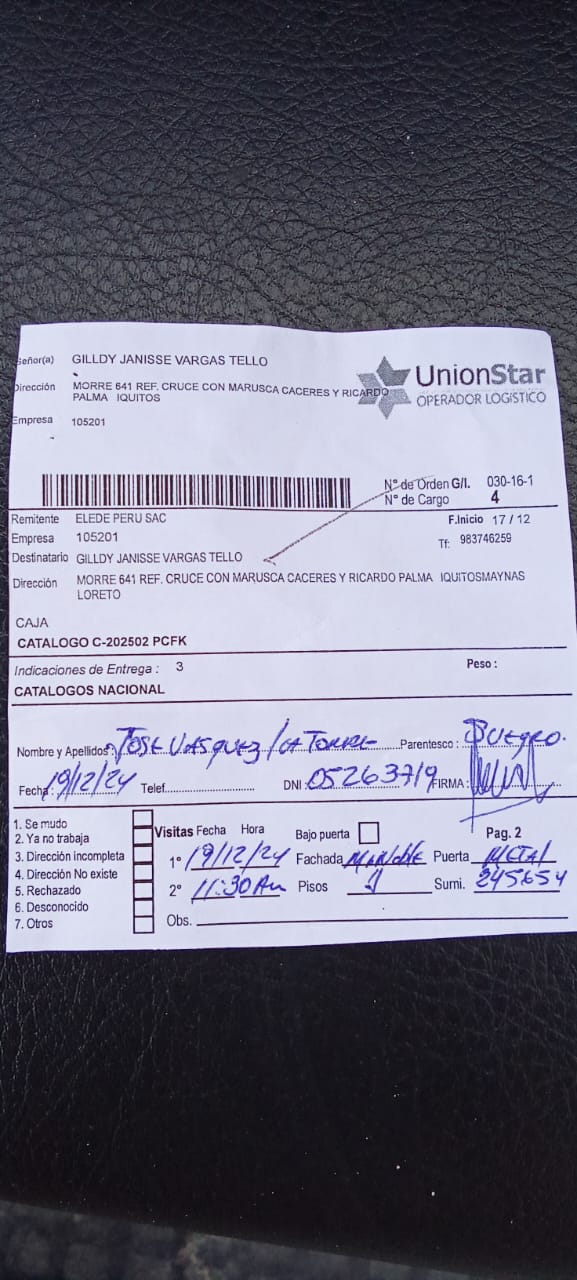 Señor(a) GILLDY JANISSE VARGAS TELLO
Dirección MORRE 641 REF. CRUCE CON MARUSCA CACERES Y RICARDO
PALMA IQUITOS
Empresa 105201
UnionStar
OPERADOR LOGÍSTICO
N° de Orden G/I. 030-16-1
N° de Cargo 4
Remitente ELEDE PERU SAC
F.Inicio 17 / 12
Empresa 105201
Tf: 983746259
Destinatario GILLDY JANISSE VARGAS TELLO
Dirección MORRE 641 REF. CRUCE CON MARUSCA CACERES Y RICARDO PALMA IQUITOSMAYNAS
LORETO
CAJA
CATALOGO C-202502 PCFK
Indicaciones de Entrega : 3 Peso :
CATALOGOS NACIONAL
Nombre y Apellidos: JOSE VASQUEZ LA TORRE Parentesco : SUEGRO.
Fecha: 19/12/24 Telef. DNI: 05263719 FIRMA:
1. Se mudo
2. Ya no trabaja
3. Dirección incompleta
4. Dirección No existe
5. Rechazado
6. Desconocido
7. Otros
Visitas Fecha Hora Bajo puerta Pag. 2
1° 19/12/24 Fachada Puerta METAL
2° 11:30 Am Pisos 1 Sumi. 245654
Obs.